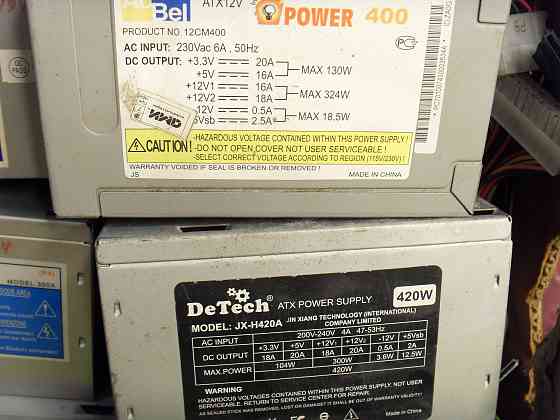 Bel
ATX12V
POWER 400
PRODUCT NO 12CM400
AC INPUT: 230Vac 6A, 50Hz
DC OUTPUT: +3.3V 20A
+5V 16A MAX 130W
+12V1 16A
+12V2 18A MAX 324W
-12V 0.5A
+5Vsb 2.5A MAX 18.5W
CAUTION!
-HAZARDOUS VOLTAGE CONTAINED WITHIN THIS POWER SUPPLY!
-DO NOT OPEN,COVER NOT USER SERVICEABLE!
-SELECT CORRECT VOLTAGE ACCORDING TO REGION (115V/230V)!
WARRANTY VOIDED IF SEAL IS BROKEN OR REMOVED!
JS
MADE IN CHINA
QC
PASS
MODEL 300X
DeTech
ATX POWER SUPPLY
420W
MODEL: JX-H420A
JIN XIANG TECHNOLOGY (INTERNATIONAL)
COMPANY LIMITED
AC INPUT 200V-240V 4A 47-53Hz
DC OUTPUT +3.3V +5V +12V1 +12V2 -12V +5Vsb
18A 20A 18A 20A 0.5A 2A
MAX.POWER 104W 300W 3.6W 12.5W
420W
WARNING
HAZARDOUS VOLTAGES CONTAINED WITHIN THIS POWER SUPPLY, NOT USER
SERVICEABLE. RETURN TO SERVICE CENTER FOR REPAIR.
Made in China